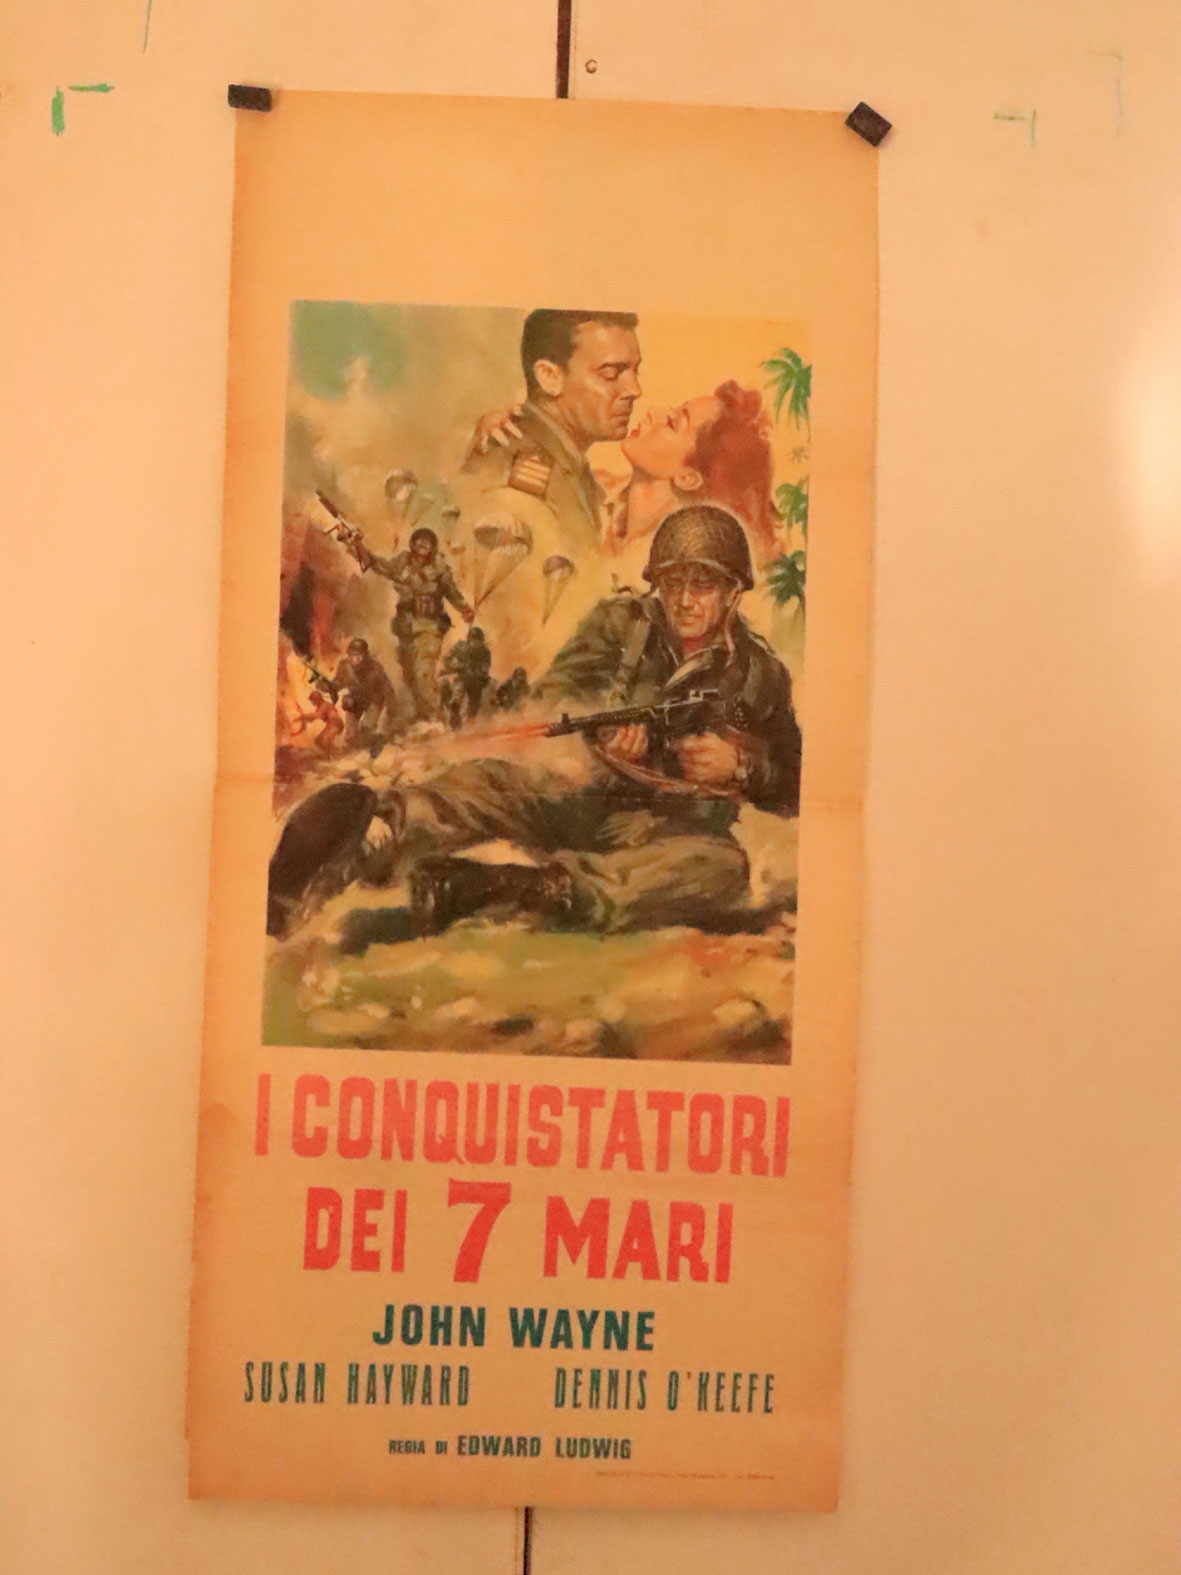 I CONQUISTATORI
DEI 7 MARI
JOHN WAYNE
SUSAN HAYWARD DENNIS O'KEEFE
REGIA DI EDWARD LUDWIG